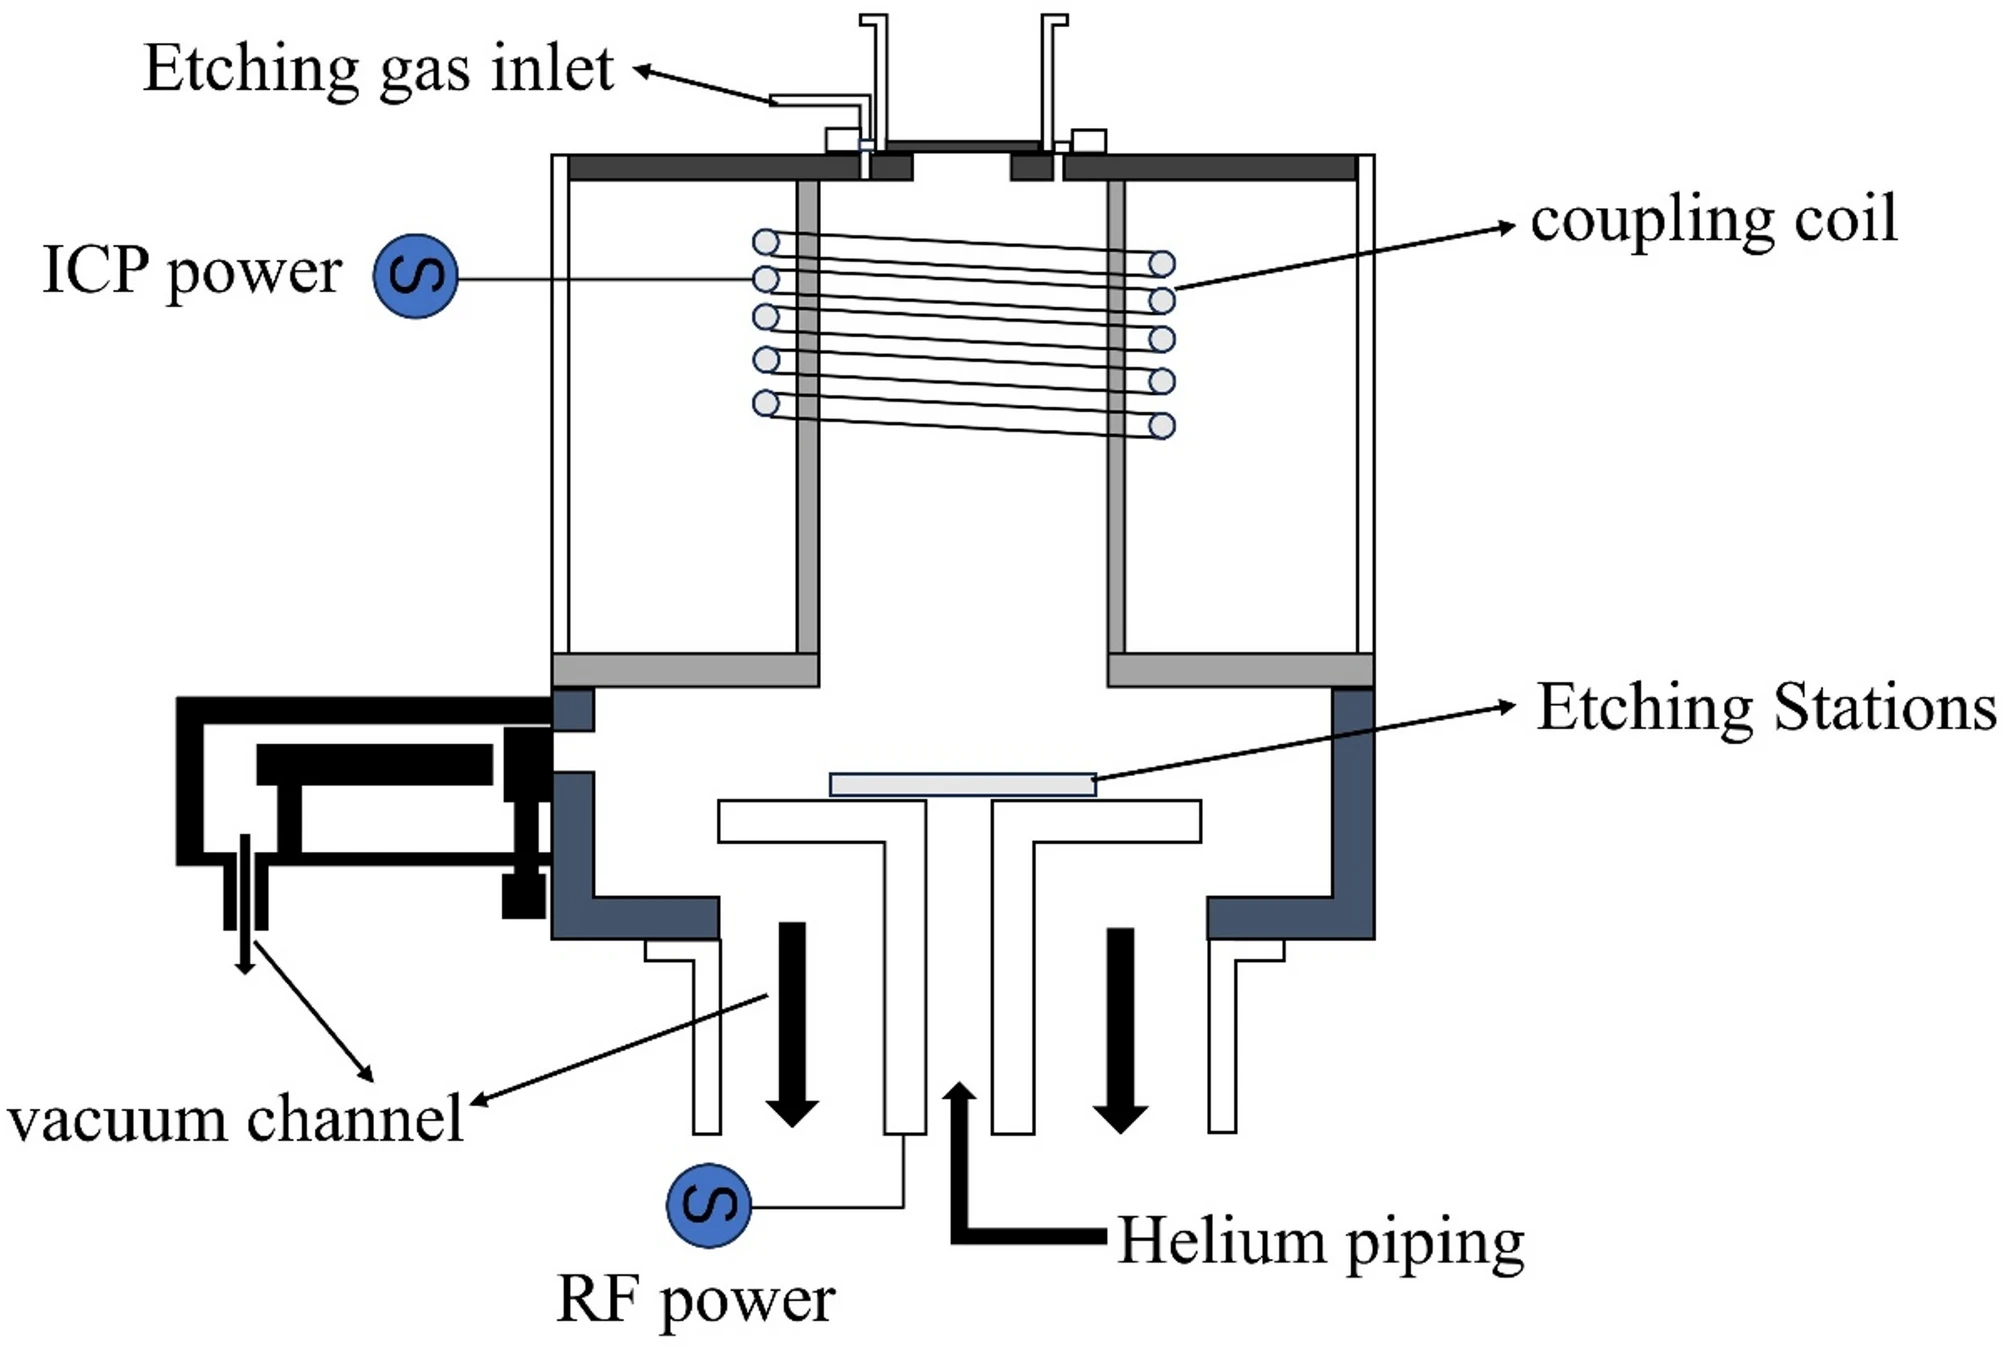 Etching gas inlet
coupling coil
ICP power
S
Etching Stations
vacuum channel
S
Helium piping
RF power